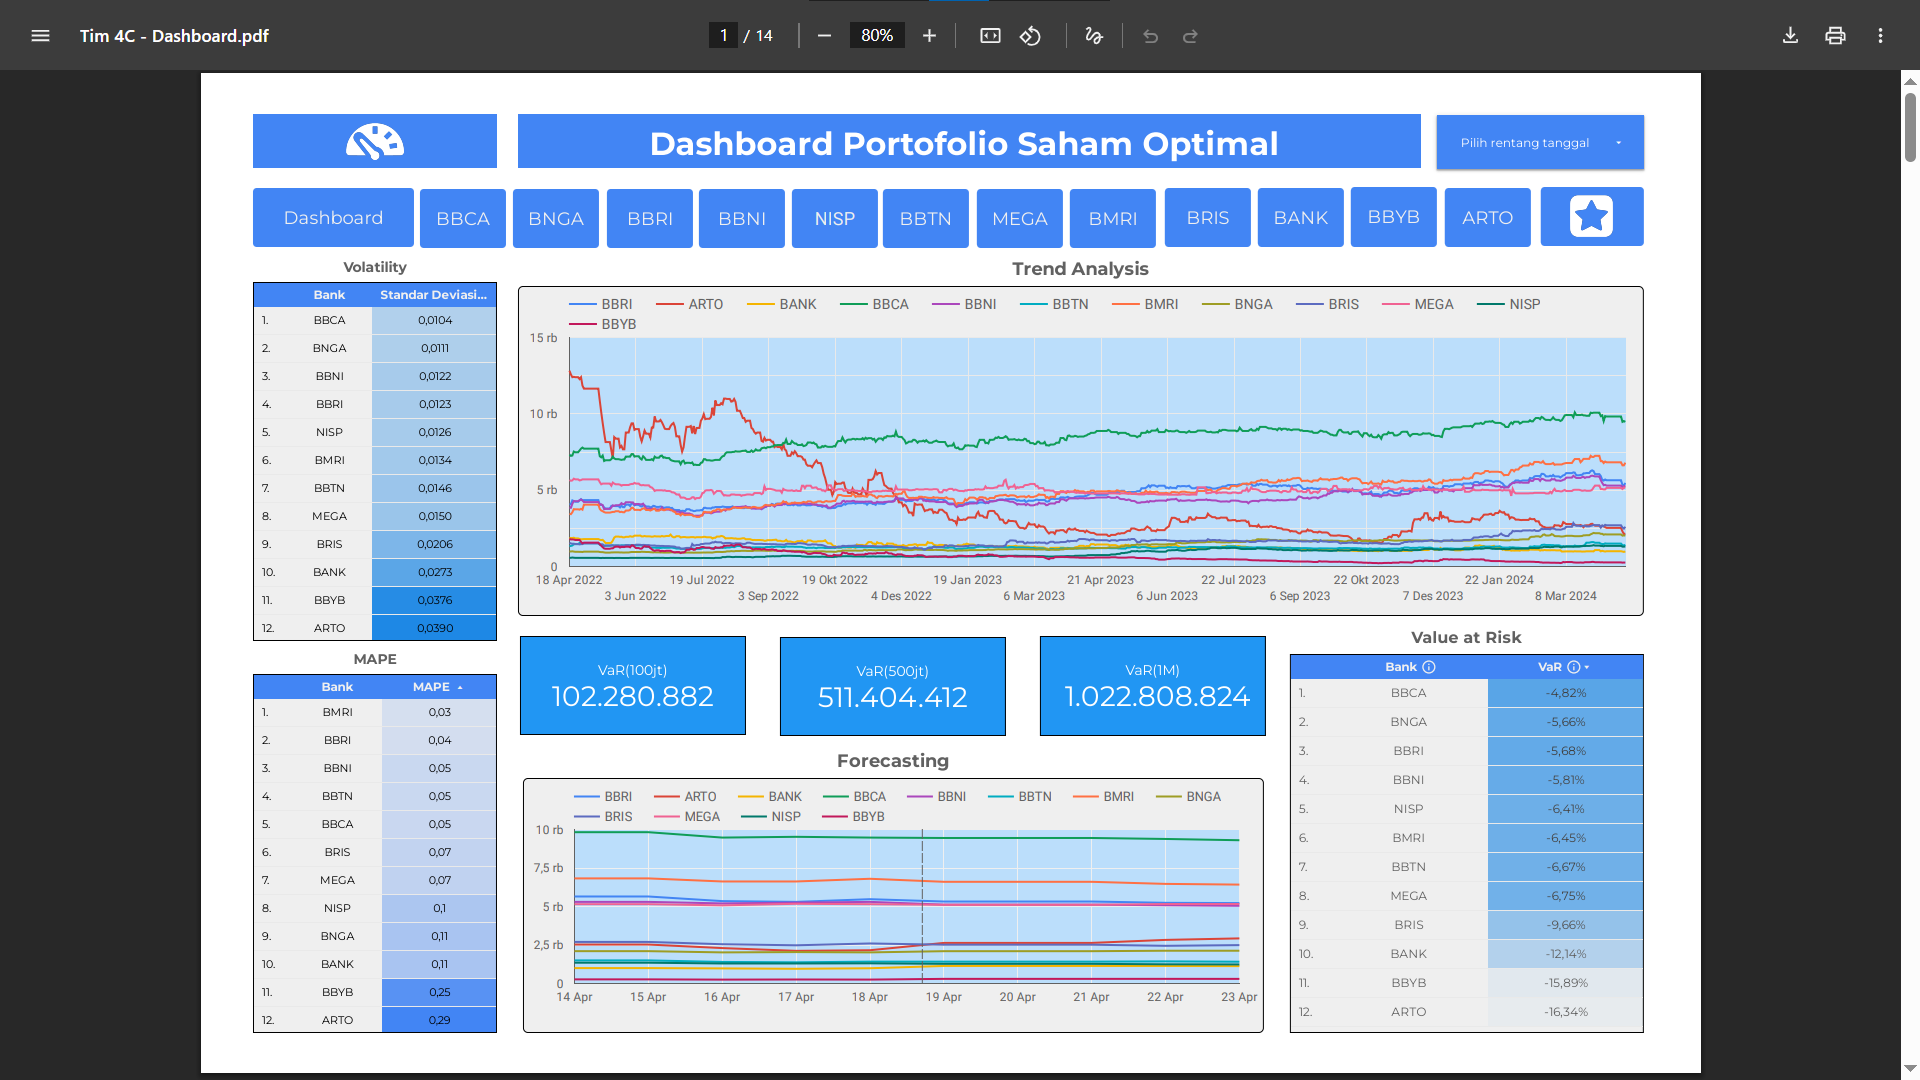 Tim 4C - Dashboard.pdf
1 / 14
80%
Dashboard Portofolio Saham Optimal
Pilih rentang tanggal
Dashboard BBCA BNGA BBRI BBNI NISP BBTN MEGA BMRI BRIS BANK BBYB ARTO
Volatility
Bank Standar Deviasi...
1. BBCA 0,0104
2. BNGA 0,0111
3. BBNI 0,0122
4. BBRI 0,0123
5. NISP 0,0126
6. BMRI 0,0134
7. BBTN 0,0146
8. MEGA 0,0150
9. BRIS 0,0206
10. BANK 0,0273
11. BBYB 0,0376
12. ARTO 0,0390
MAPE
Bank MAPE
1. BMRI 0,03
2. BBRI 0,04
3. BBNI 0,05
4. BBTN 0,05
5. BBCA 0,05
6. BRIS 0,07
7. MEGA 0,07
8. NISP 0,1
9. BNGA 0,11
10. BANK 0,11
11. BBYB 0,25
12. ARTO 0,29
Trend Analysis
BBRI ARTO BANK BBCA BBNI BBTN BMRI BNGA BRIS MEGA NISP
BBYB
15 rb
10 rb
5 rb
0
18 Apr 2022 19 Jul 2022 19 Okt 2022 19 Jan 2023 21 Apr 2023 22 Jul 2023 22 Okt 2023 22 Jan 2024
3 Jun 2022 3 Sep 2022 4 Des 2022 6 Mar 2023 6 Jun 2023 6 Sep 2023 7 Des 2023 8 Mar 2024
VaR(100jt)
102.280.882
VaR(500jt)
511.404.412
VaR(1M)
1.022.808.824
Forecasting
BBRI ARTO BANK BBCA BBNI BBTN BMRI BNGA
BRIS MEGA NISP BBYB
10 rb
7,5 rb
5 rb
2,5 rb
0
14 Apr 15 Apr 16 Apr 17 Apr 18 Apr 19 Apr 20 Apr 21 Apr 22 Apr 23 Apr
Value at Risk
Bank VaR
1. BBCA -4,82%
2. BNGA -5,66%
3. BBRI -5,68%
4. BBNI -5,81%
5. NISP -6,41%
6. BMRI -6,45%
7. BBTN -6,67%
8. MEGA -6,75%
9. BRIS -9,66%
10. BANK -12,14%
11. BBYB -15,89%
12. ARTO -16,34%